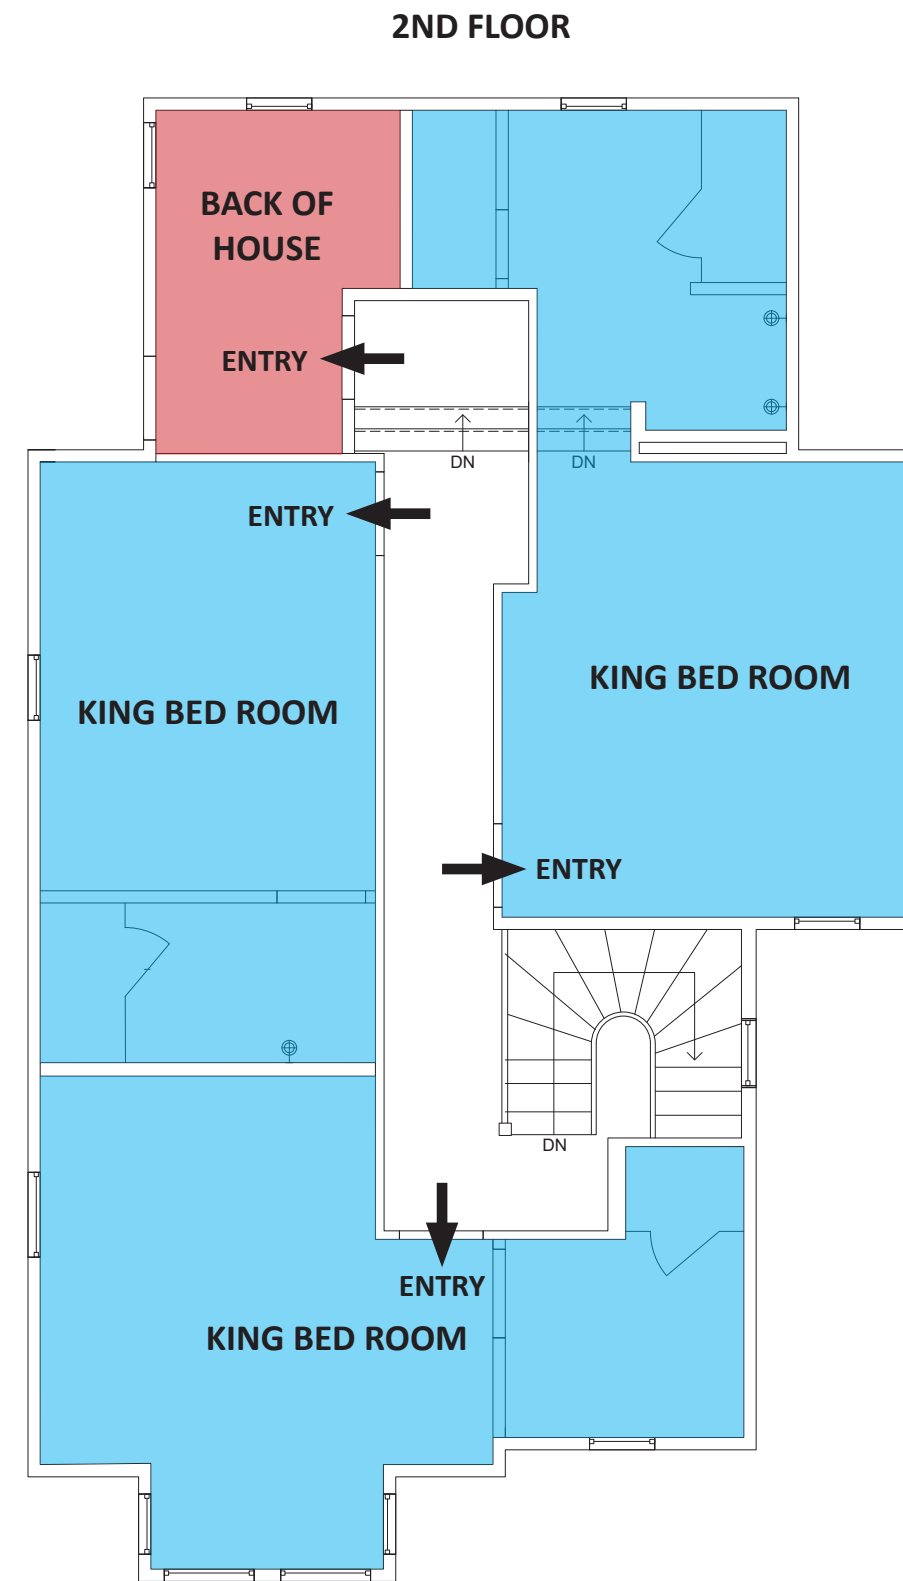 2ND FLOOR
BACK OF
HOUSE
ENTRY
DN
DN
ENTRY
KING BED ROOM
KING BED ROOM
ENTRY
DN
ENTRY
KING BED ROOM